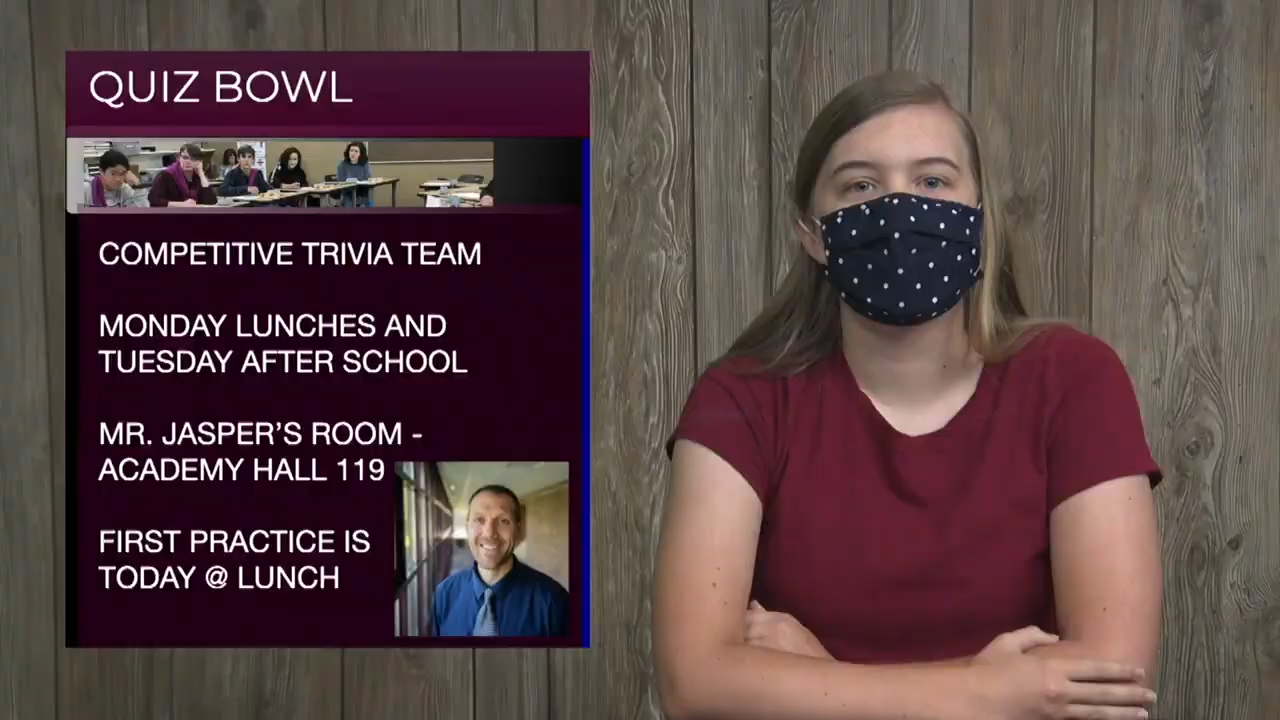 QUIZ BOWL
COMPETITIVE TRIVIA TEAM
MONDAY LUNCHES AND
TUESDAY AFTER SCHOOL
MR. JASPER'S ROOM -
ACADEMY HALL 119
FIRST PRACTICE IS
TODAY @ LUNCH